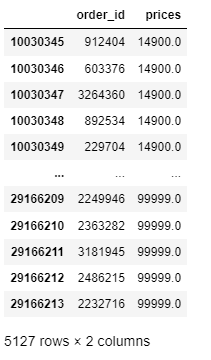 order_id prices
10030345 912404 14900.0
10030346 603376 14900.0
10030347 3264360 14900.0
10030348 892534 14900.0
10030349 229704 14900.0
... ... ...
29166209 2249946 99999.0
29166210 2363282 99999.0
29166211 3181945 99999.0
29166212 2486215 99999.0
29166213 2232716 99999.0
5127 rows × 2 columns